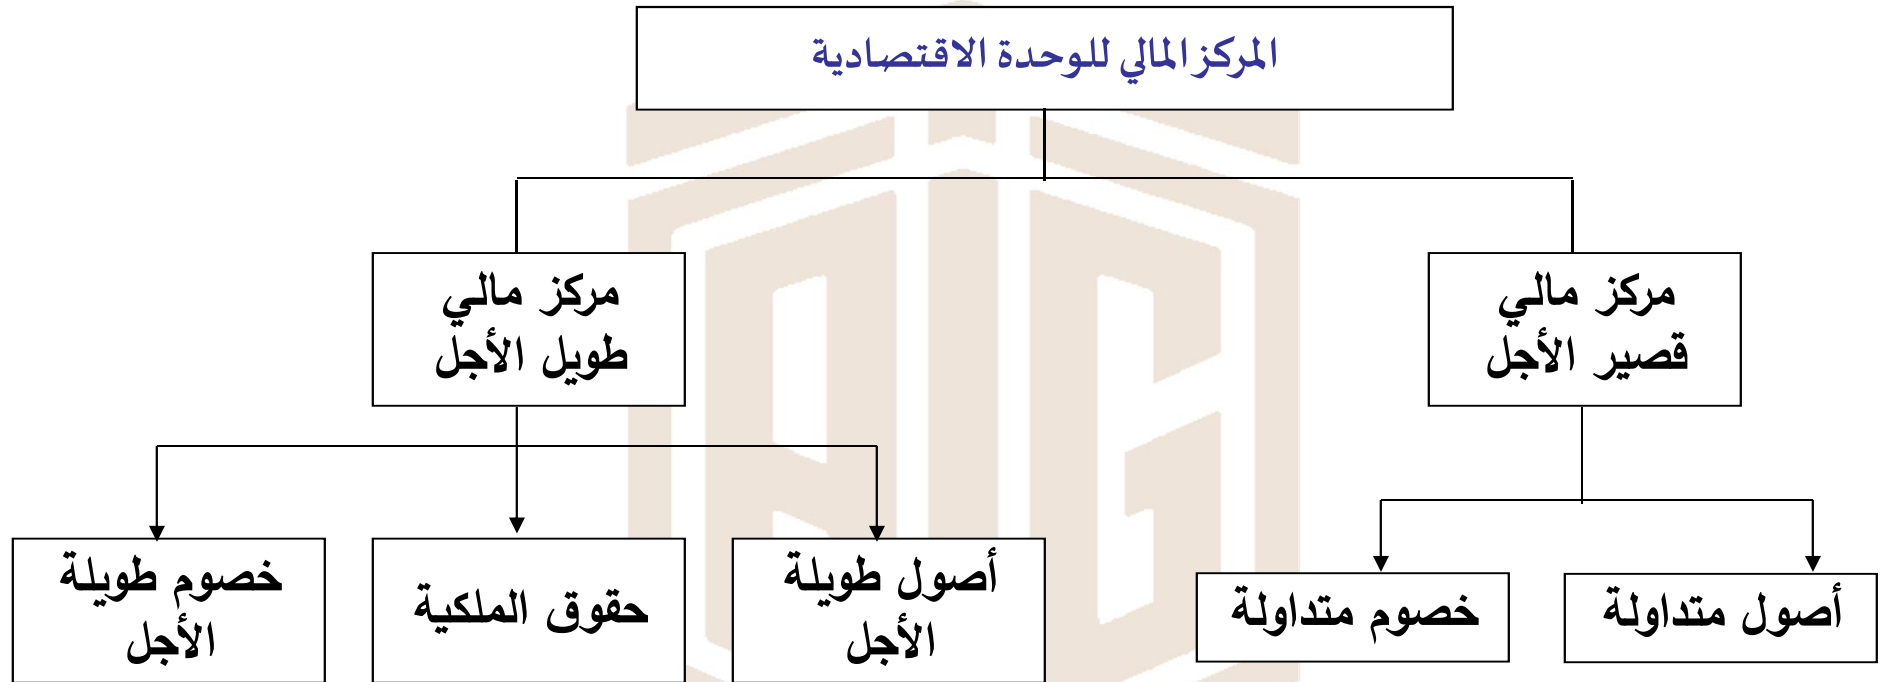 المركز المالي للوحدة الاقتصادية
مركز مالي
قصير الأجل
مركز مالي
طويل الأجل
أصول متداولة
خصوم متداولة
أصول طويلة
الأجل
حقوق الملكية
خصوم طويلة
الأجل